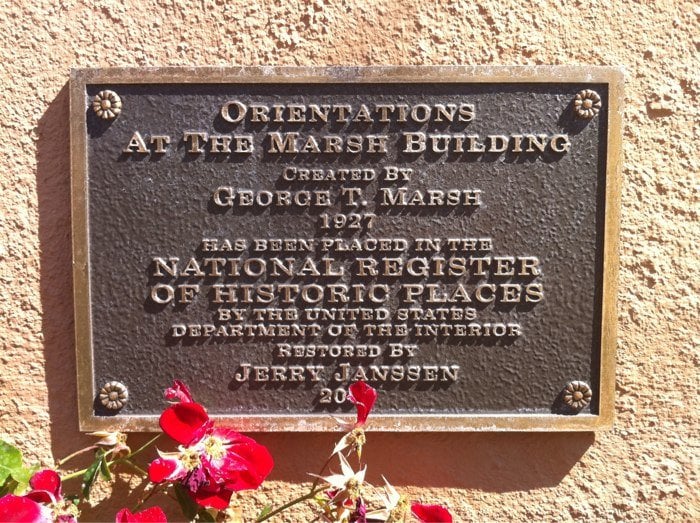 ORIENTATIONS
AT THE MARSH BUILDING
CREATED BY
GEORGE T. MARSH
1927
HAS BEEN PLACED IN THE
NATIONAL REGISTER
OF HISTORIC PLACES
BY THE UNITED STATES
DEPARTMENT OF THE INTERIOR
RESTORED BY
JERRY JANSSEN